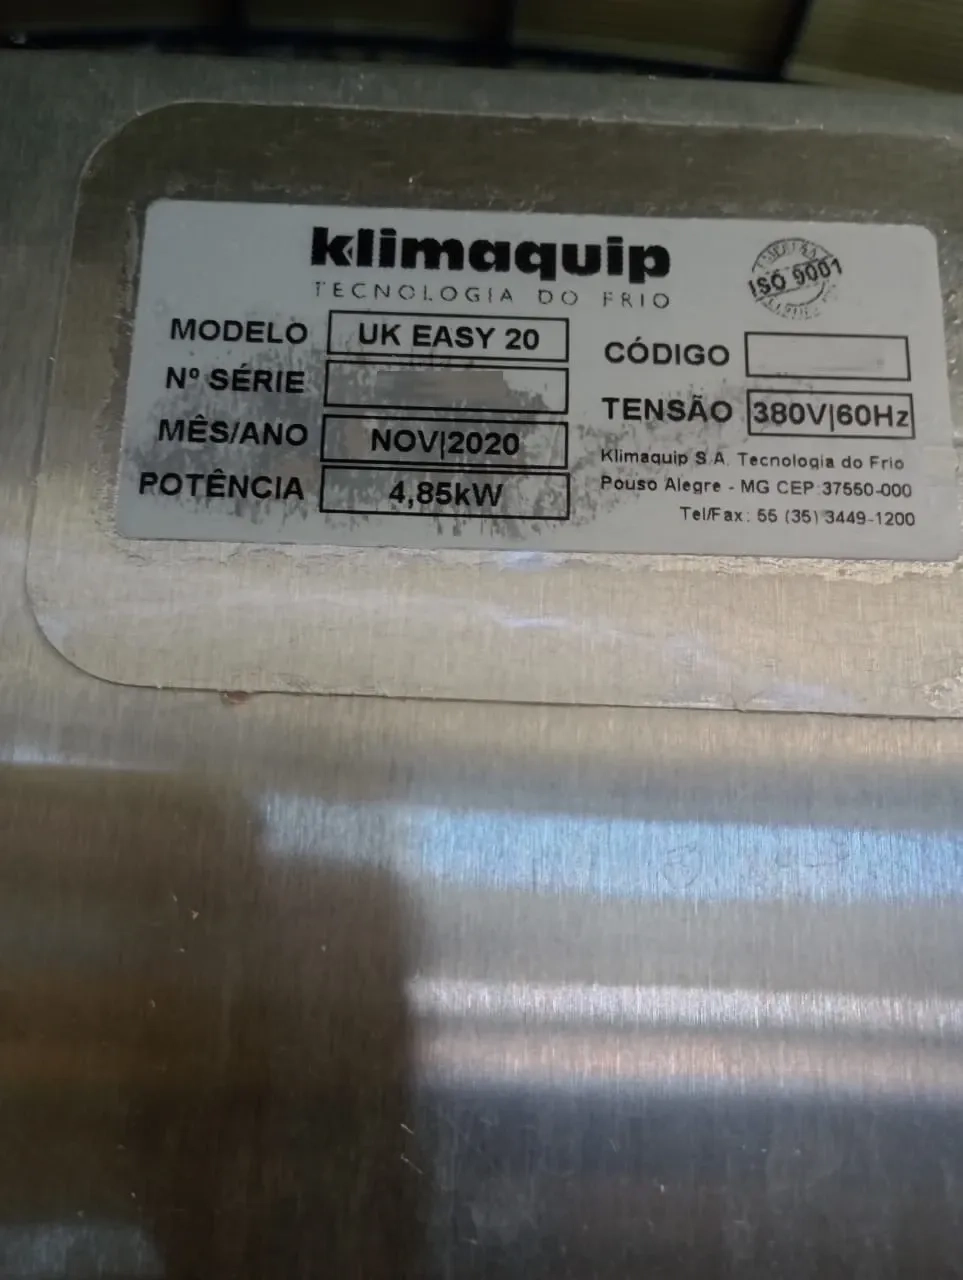 klimaquip
TECNOLOGIA DO FRIO
ISO 9001
MODELO UK EASY 20
Nº SÉRIE
MÊS/ANO NOV|2020
POTÊNCIA 4,85kW
CÓDIGO
TENSÃO 380V|60Hz
Klimaquip S.A. Tecnologia do Frio
Pouso Alegre - MG CEP 37550-000
Tel/Fax: 55 (35) 3449-1200